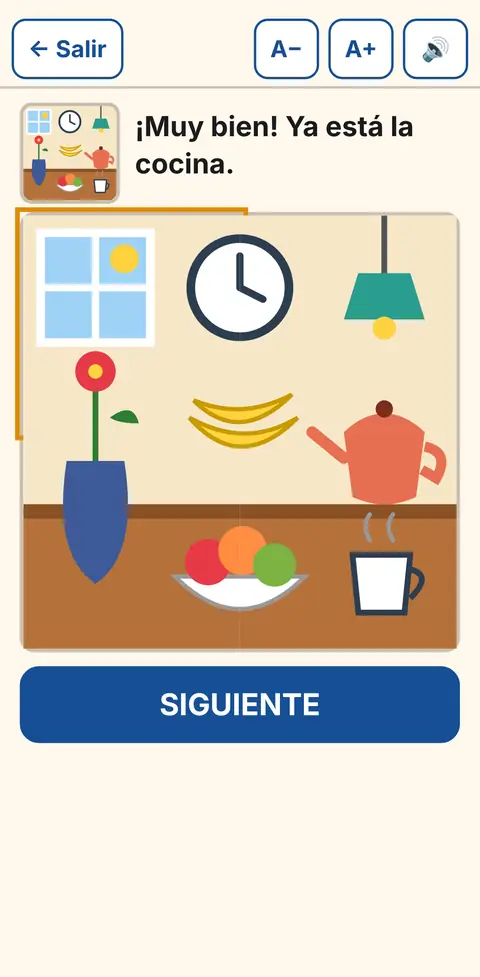 ← Salir
A−
A+
¡Muy bien! Ya está la
cocina.
SIGUIENTE